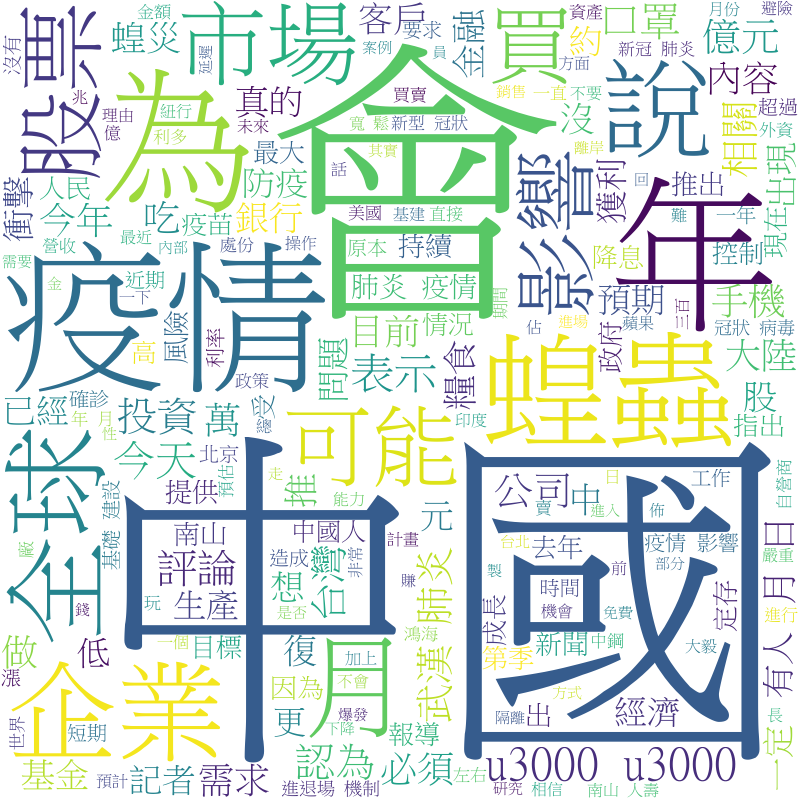 沒有
股票
蝗災
市場
金額
案例
延遲
兆
億
理由
紐行
利多
未來
真的
客戶
要求
員
買賣
金融
約
買
銷售 一直
資產
方面
月份
避險
新冠 肺炎
不要
口罩
億元
內容
沒
說
相關
超過
外資
現在出現
為
會
寬 鬆
新型 冠狀
其實
話
影響
離岸
獲利
回
年
推出
難
一年
控制
衝擊
人民
最大
防疫
今年
吃
疫苗
銀行
美國
基建
直接
原本
持續
營收
最近
內部
處份
操作
需要
金
近期
一下
肺炎 疫情
期間
佔
進場
降息
預期
蘋果
三百
冠狀 病毒
手機
疫情
風險
高
利率
目前
情況
問題
表示
糧食
政府
大陸
蝗蟲
政策
已經
確診
年 月
性
投資
萬
受
總
可能
印度
股
指出
全球
北京
今天
預估
走
提供
推
能力
中國
公司
中
賣
日
進入
佈
工作
自營商
基礎 建設
廠
錢
南山
中國人
計畫
元
去年
疫情 影響
嚴重
台北
前
部分
評論
造成
非常
想
台灣
賺
武漢 肺炎
製
時間
機會
免費
定存
有人
月
日
進行
玩
是否
生產
成長
新聞
中鋼
大毅
做
低
一個
目標
復
加上
鴻海
第季
漲
企業
因為
不會
月
出
隔離
方式
經濟
一定
長
世界
短期
更
爆發
下降
報導
基金
預計
記者
需求
認為
必須
u3000 u3000
進退場 機制
左右
研究
相信
南山 人壽